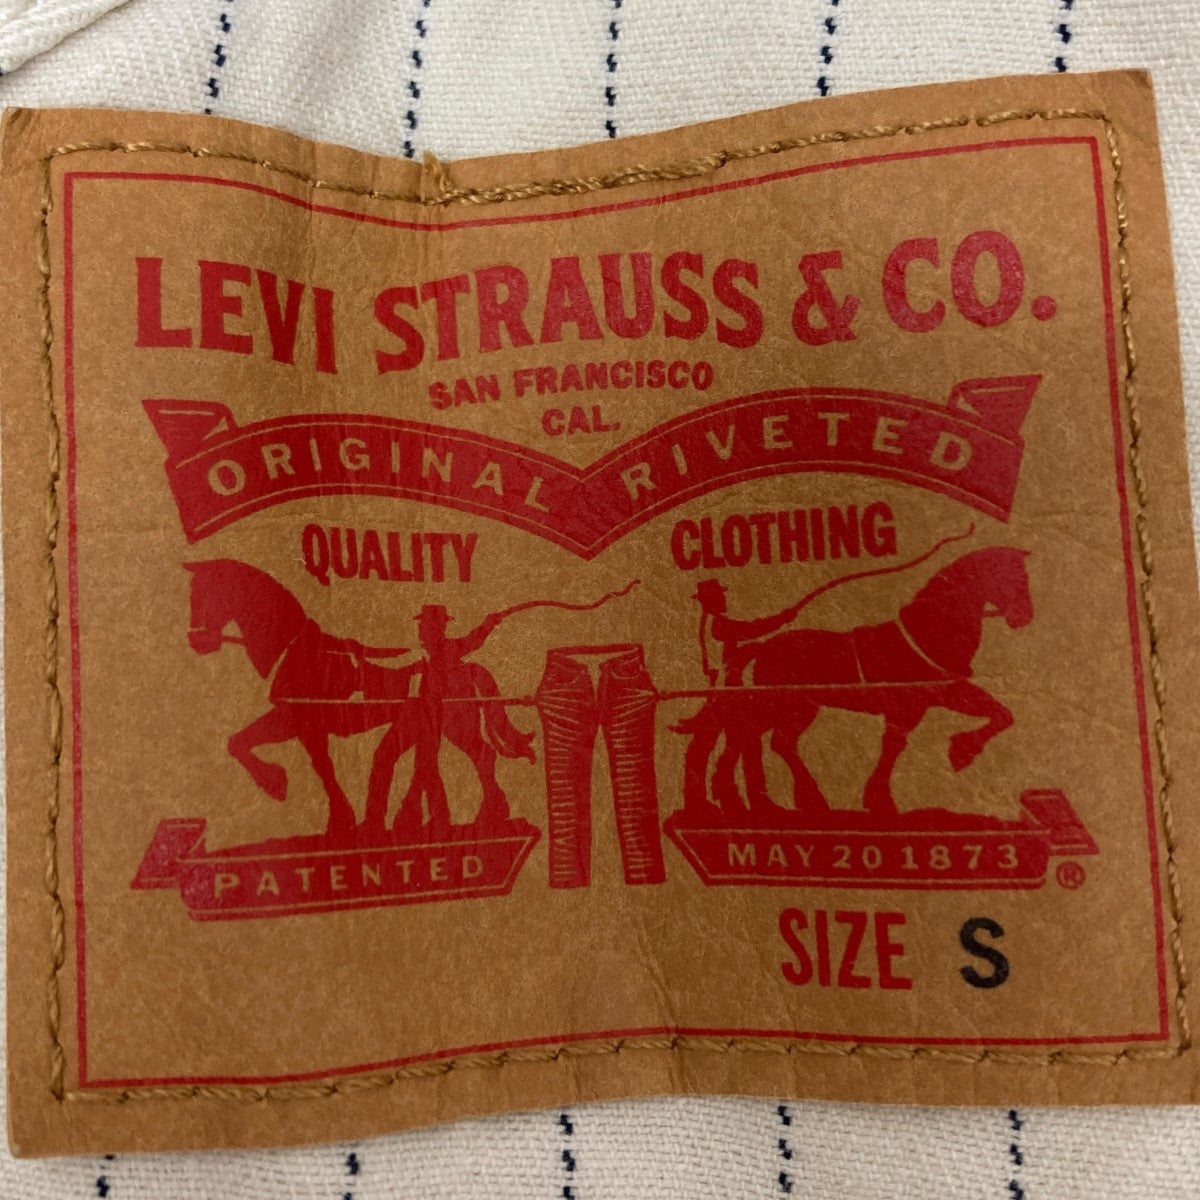 LEVI STRAUSS & CO.
SAN FRANCISCO
CAL.
ORIGINAL RIVETED
QUALITY CLOTHING
PATENTED MAY 20 1873 ®
SIZE S